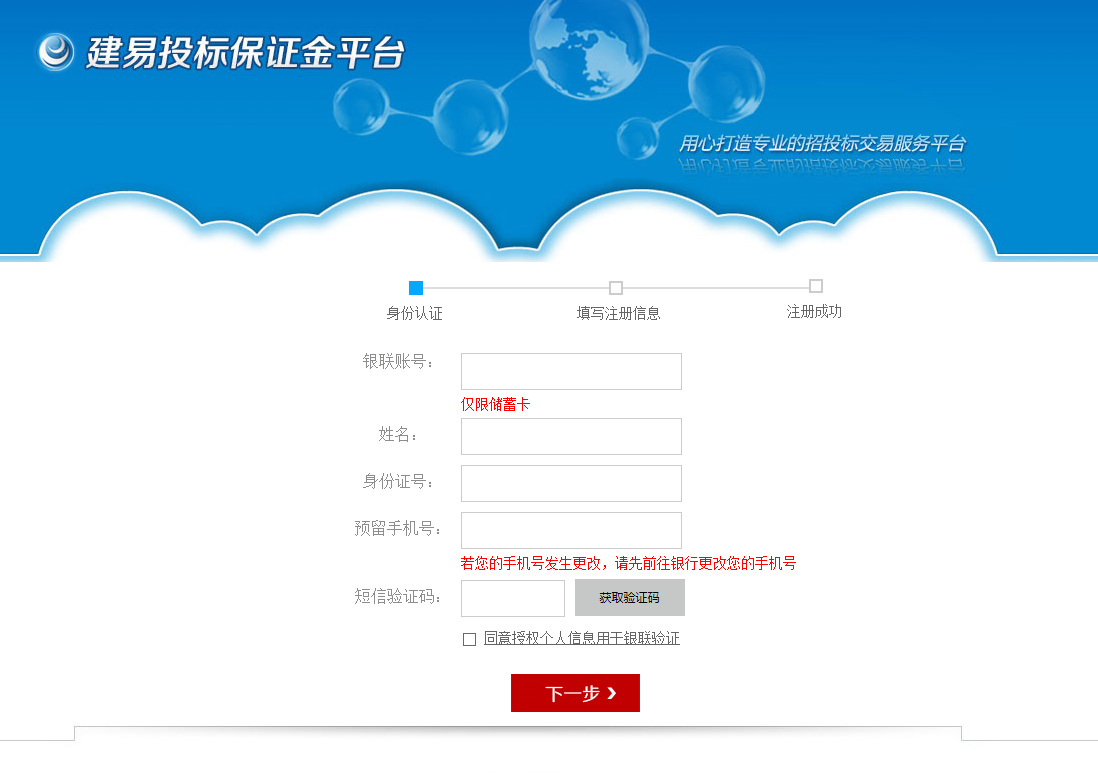 建易投标保证金平台
用心打造专业的招投标交易服务平台
身份认证
填写注册信息
注册成功
银联账号：
仅限储蓄卡
姓名：
身份证号：
预留手机号：
若您的手机号发生更改，请先前往银行更改您的手机号
短信验证码：
获取验证码
同意授权个人信息用于银联验证
下一步